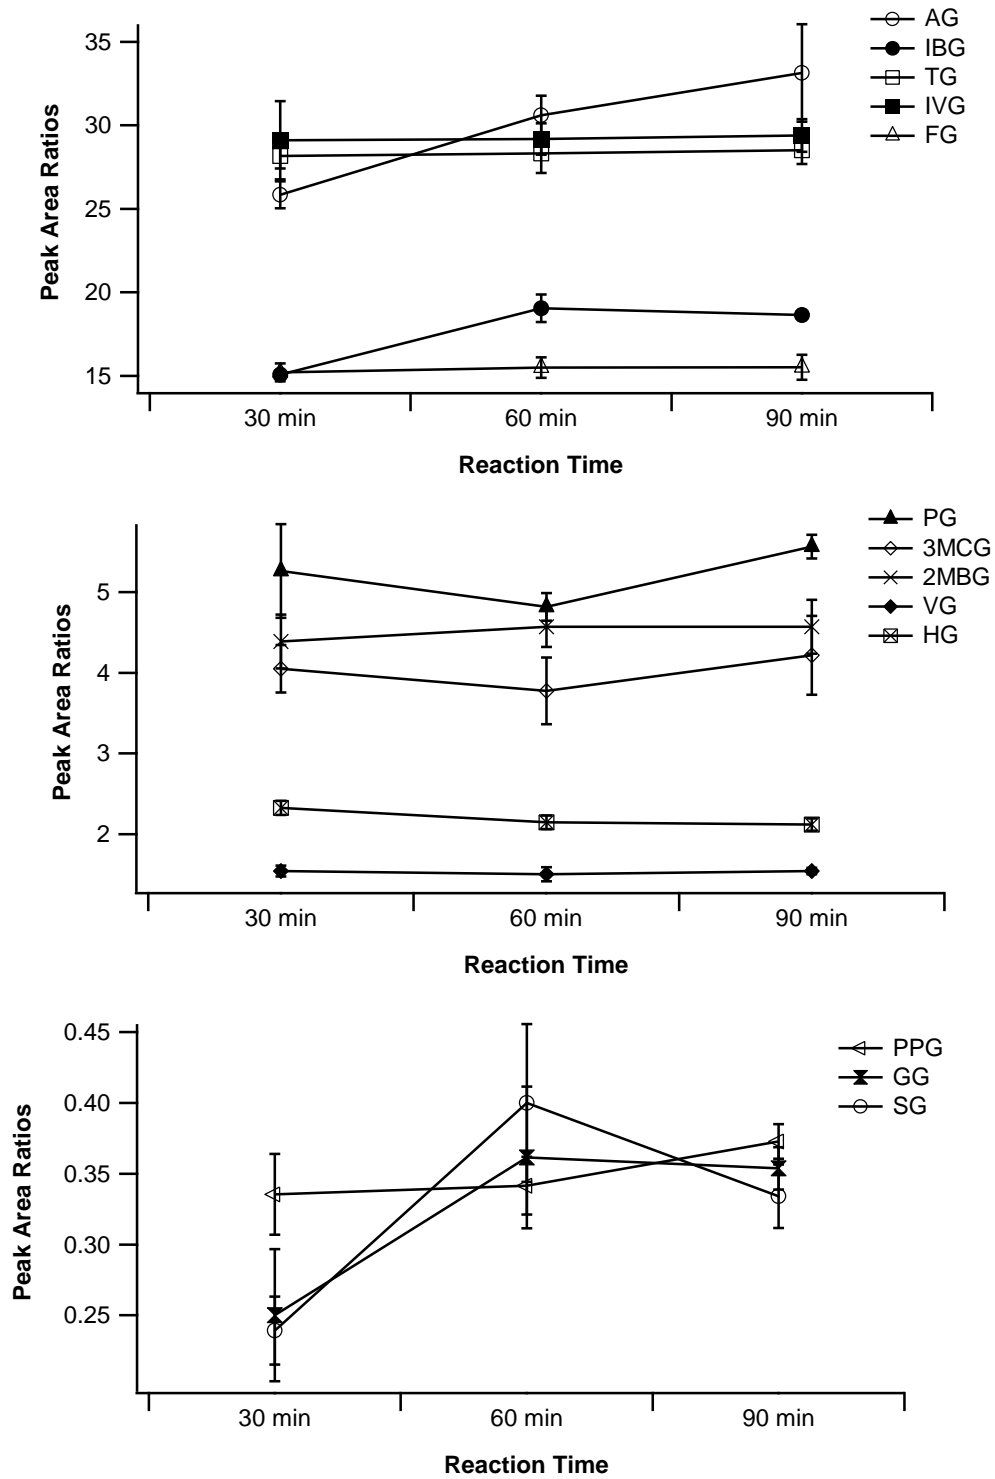 AG
IBG
TG
IVG
FG
Peak Area Ratios
35
30
25
20
15
30 min 60 min 90 min
Reaction Time
PG
3MCG
2MBG
VG
HG
Peak Area Ratios
5
4
3
2
30 min 60 min 90 min
Reaction Time
PPG
GG
SG
Peak Area Ratios
0.45
0.40
0.35
0.30
0.25
30 min 60 min 90 min
Reaction Time